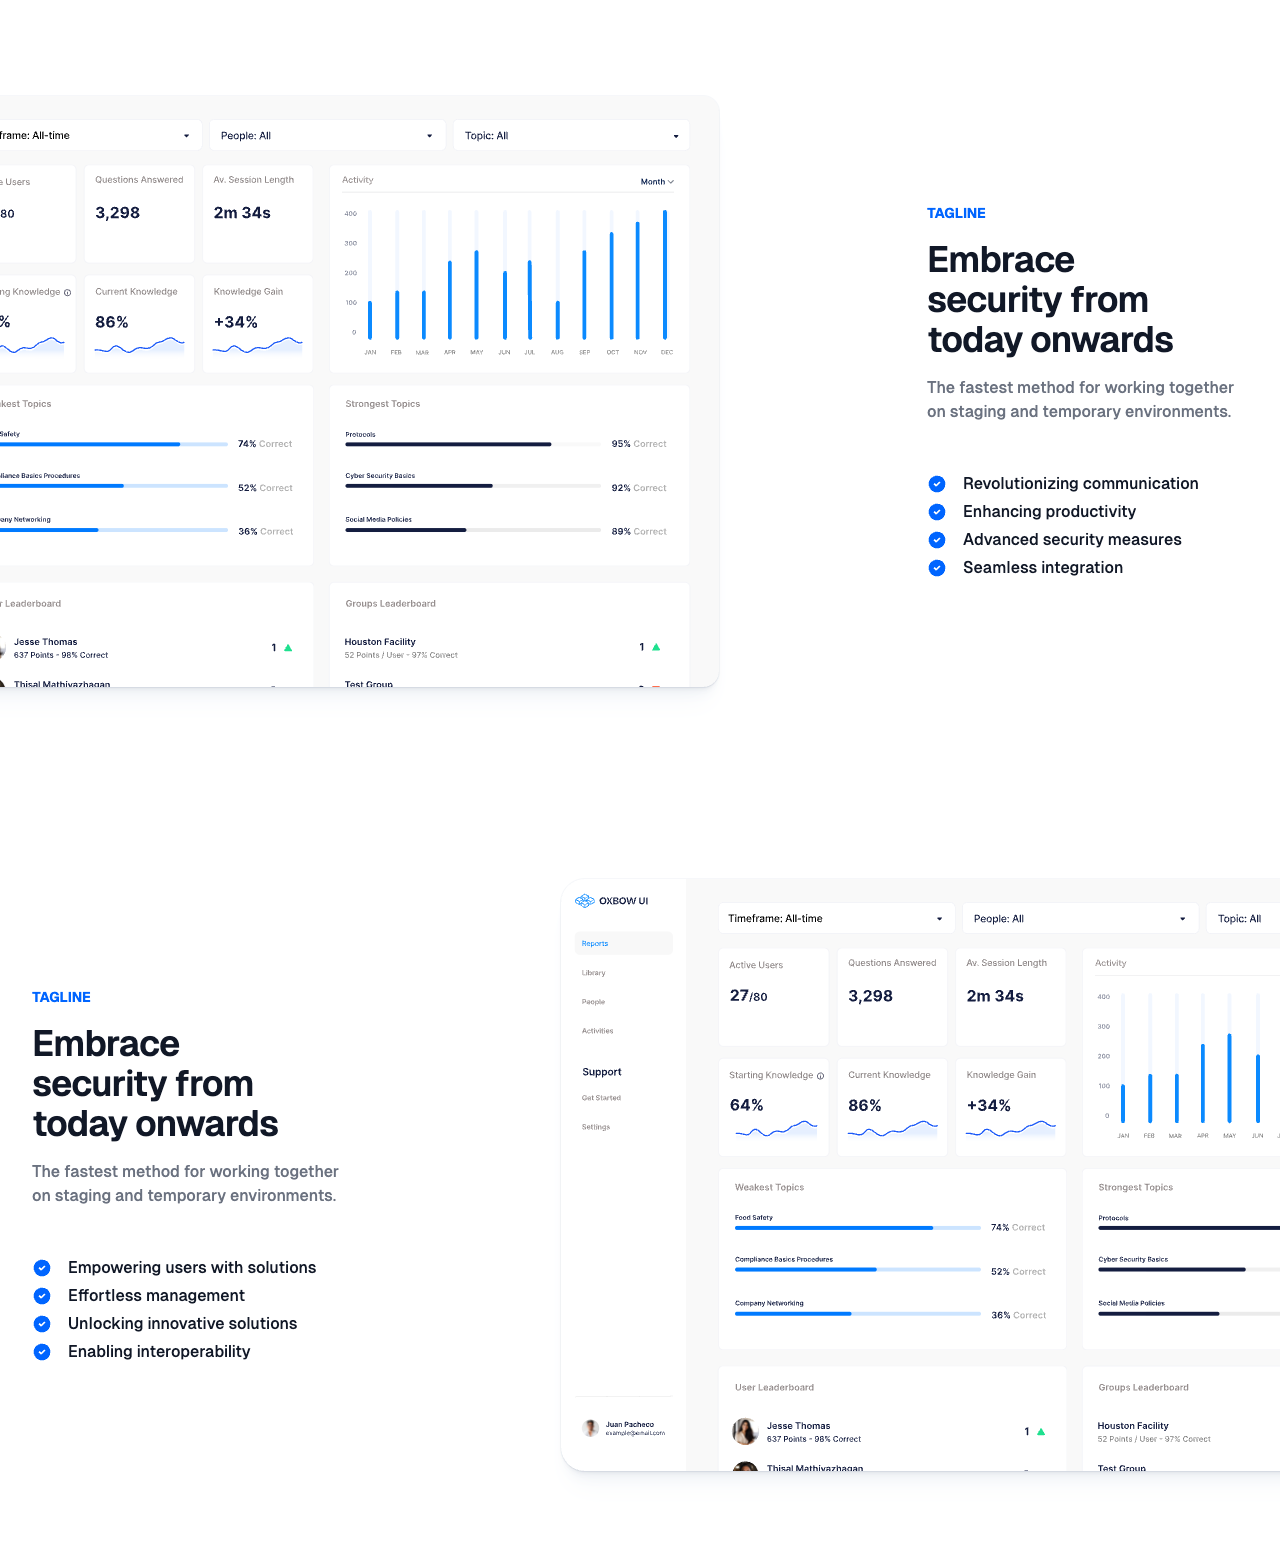 frame: All-time
People: All
Topic: All
Users
/80
Questions Answered
3,298
Av. Session Length
2m 34s
Activity
Month
400
300
200
100
0
JAN FEB MAR APR MAY JUN JUL AUG SEP OCT NOV DEC
ng Knowledge
%
Current Knowledge
86%
Knowledge Gain
+34%
kest Topics
Safety
74% Correct
liance Basics Procedures
52% Correct
any Networking
36% Correct
Strongest Topics
Protocols
95% Correct
Cyber Security Basics
92% Correct
Social Media Policies
89% Correct
r Leaderboard
Jesse Thomas
637 Points - 98% Correct
1
Thisal Mathiyazhagan
Groups Leaderboard
Houston Facility
52 Points / User - 97% Correct
1
Test Group
TAGLINE
Embrace
security from
today onwards
The fastest method for working together
on staging and temporary environments.
Revolutionizing communication
Enhancing productivity
Advanced security measures
Seamless integration
TAGLINE
Embrace
security from
today onwards
The fastest method for working together
on staging and temporary environments.
Empowering users with solutions
Effortless management
Unlocking innovative solutions
Enabling interoperability
OXBOW UI
Reports
Library
People
Activities
Support
Get Started
Settings
Juan Pacheco
example@email.com
Timeframe: All-time
People: All
Topic: All
Active Users
27/80
Questions Answered
3,298
Av. Session Length
2m 34s
Starting Knowledge
64%
Current Knowledge
86%
Knowledge Gain
+34%
Activity
400
300
200
100
0
JAN FEB MAR APR MAY JUN
Weakest Topics
Food Safety
74% Correct
Compliance Basics Procedures
52% Correct
Company Networking
36% Correct
Strongest Topics
Protocols
Cyber Security Basics
Social Media Policies
User Leaderboard
Jesse Thomas
637 Points - 98% Correct
1
Thisal Mathiyazhagan
Groups Leaderboard
Houston Facility
52 Points / User - 97% Correct
Test Group